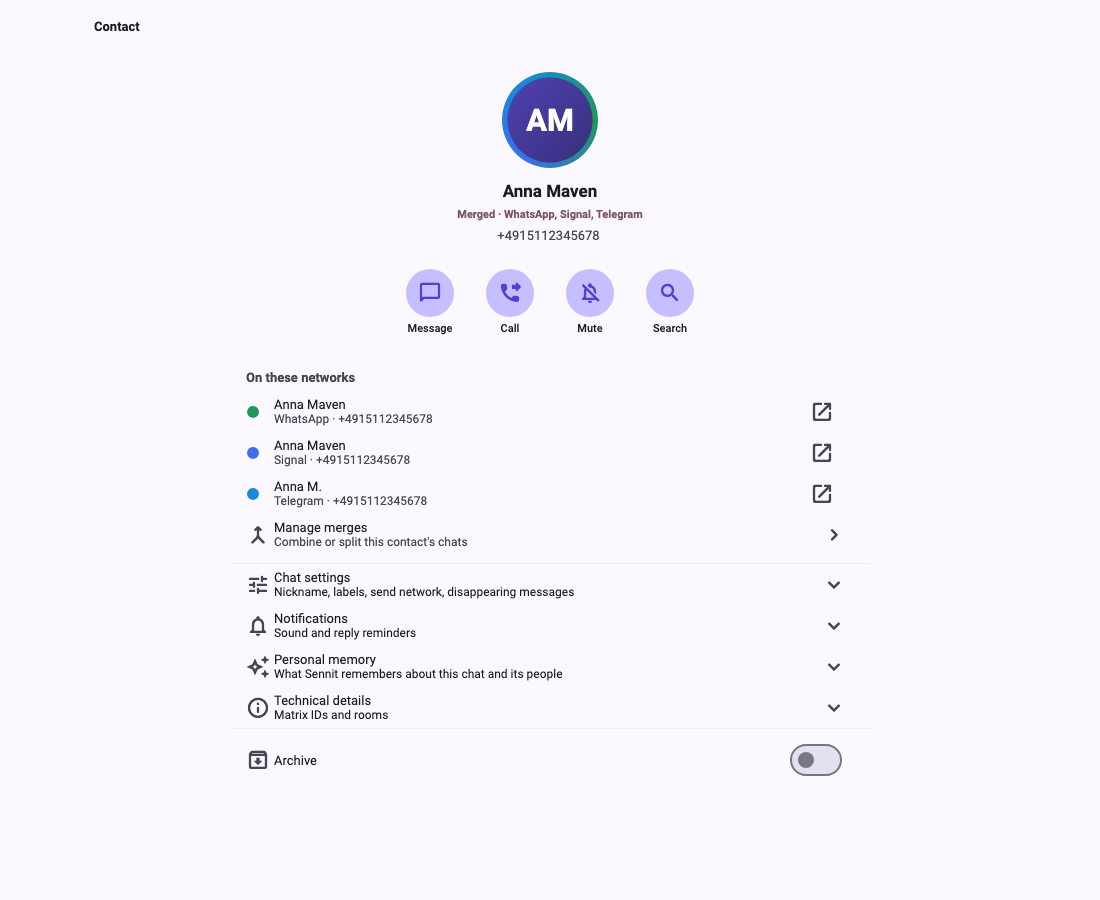 Contact
AM
Anna Maven
Merged · WhatsApp, Signal, Telegram
+4915112345678
Message
Call
Mute
Search
On these networks
Anna Maven
WhatsApp · +4915112345678
Anna Maven
Signal · +4915112345678
Anna M.
Telegram · +4915112345678
Manage merges
Combine or split this contact's chats
Chat settings
Nickname, labels, send network, disappearing messages
Notifications
Sound and reply reminders
Personal memory
What Sennit remembers about this chat and its people
Technical details
Matrix IDs and rooms
Archive